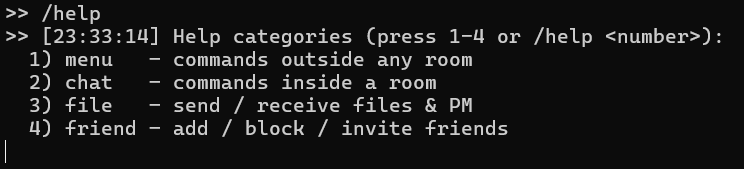 >> /help
>> [23:33:14] Help categories (press 1-4 or /help <number>):
  1) menu   - commands outside any room
  2) chat   - commands inside a room
  3) file   - send / receive files & PM
  4) friend - add / block / invite friends